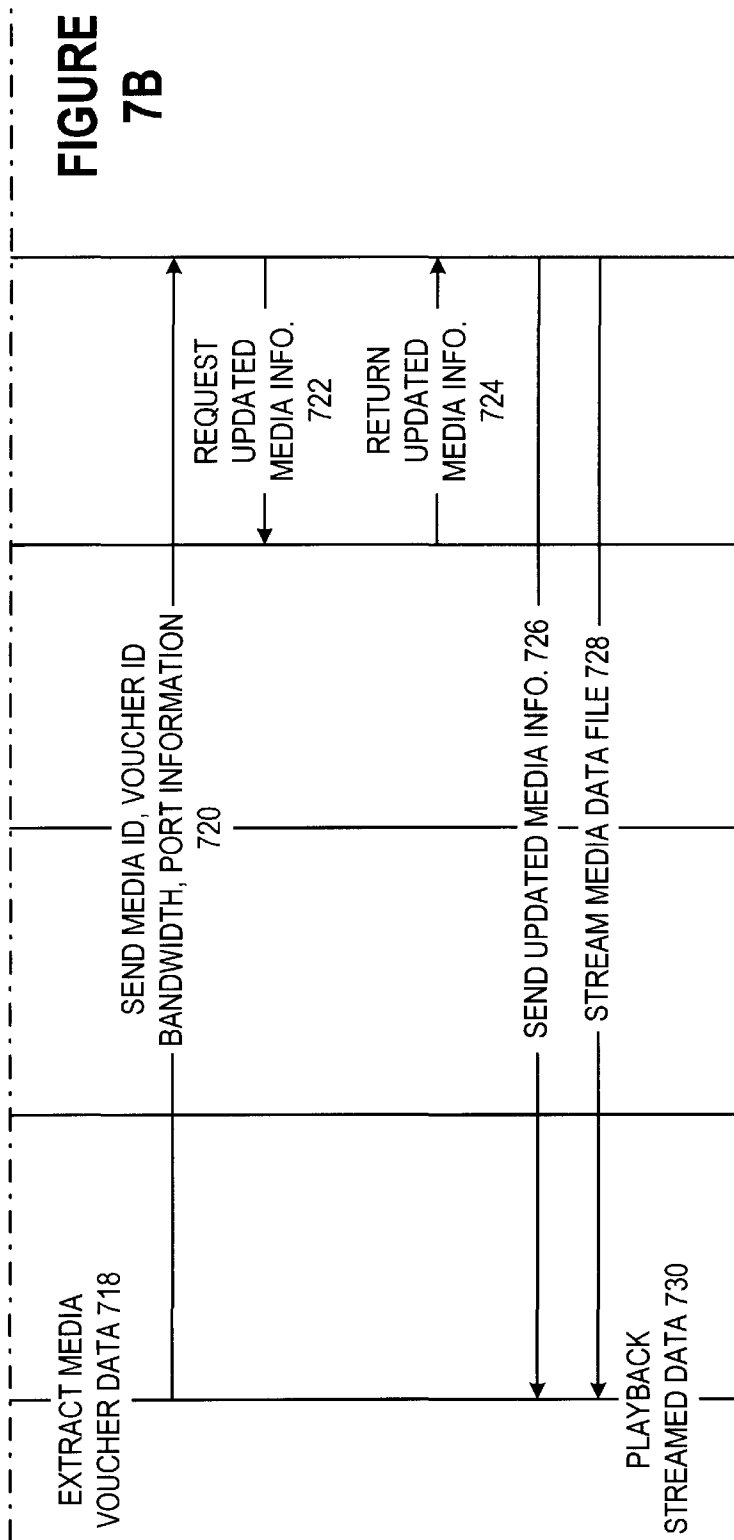 FIGURE
7B
EXTRACT MEDIA
VOUCHER DATA 718
SEND MEDIA ID, VOUCHER ID
BANDWIDTH, PORT INFORMATION
720
REQUEST
UPDATED
MEDIA INFO.
722
RETURN
UPDATED
MEDIA INFO.
724
SEND UPDATED MEDIA INFO. 726
STREAM MEDIA DATA FILE 728
PLAYBACK
STREAMED DATA 730